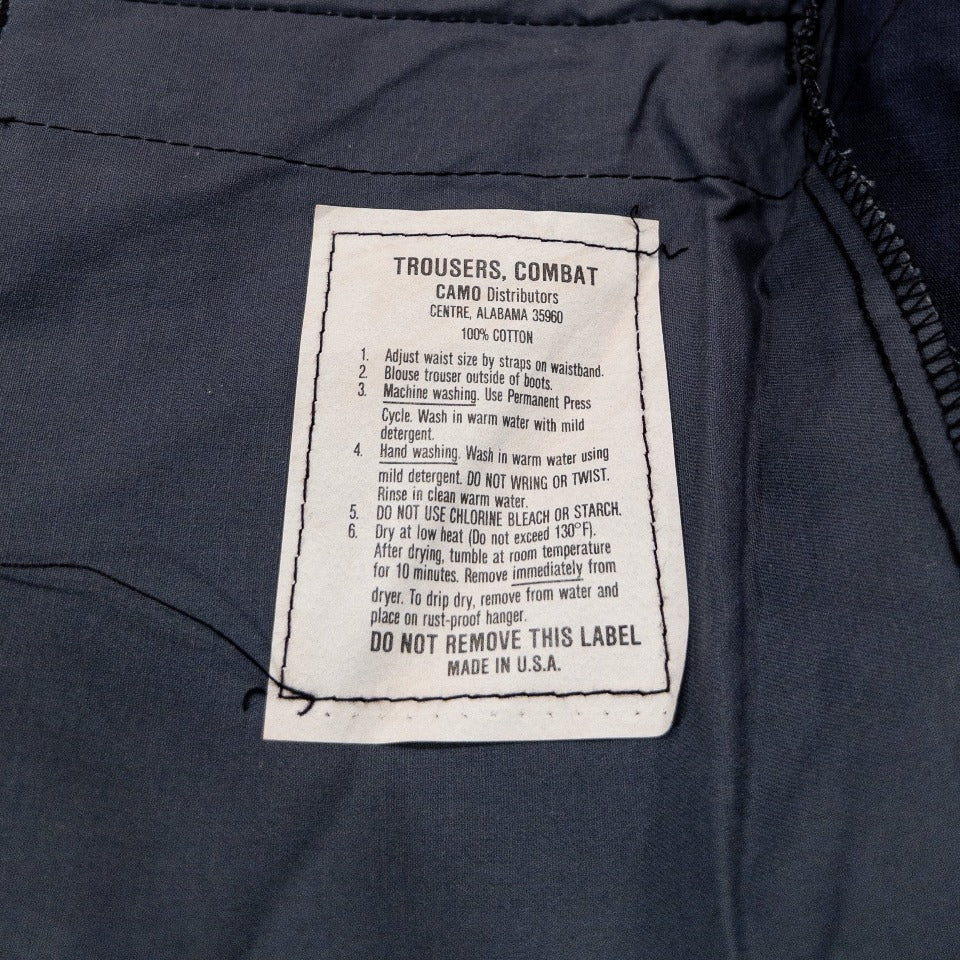 TROUSERS, COMBAT
CAMO Distributors
CENTRE, ALABAMA 35960
100% COTTON
1. Adjust waist size by straps on waistband.
2. Blouse trouser outside of boots.
3. Machine washing. Use Permanent Press
Cycle. Wash in warm water with mild
detergent.
4. Hand washing. Wash in warm water using
mild detergent. DO NOT WRING OR TWIST.
Rinse in clean warm water.
5. DO NOT USE CHLORINE BLEACH OR STARCH.
6. Dry at low heat (Do not exceed 130°F).
After drying, tumble at room temperature
for 10 minutes. Remove immediately from
dryer. To drip dry, remove from water and
place on rust-proof hanger.
DO NOT REMOVE THIS LABEL
MADE IN U.S.A.